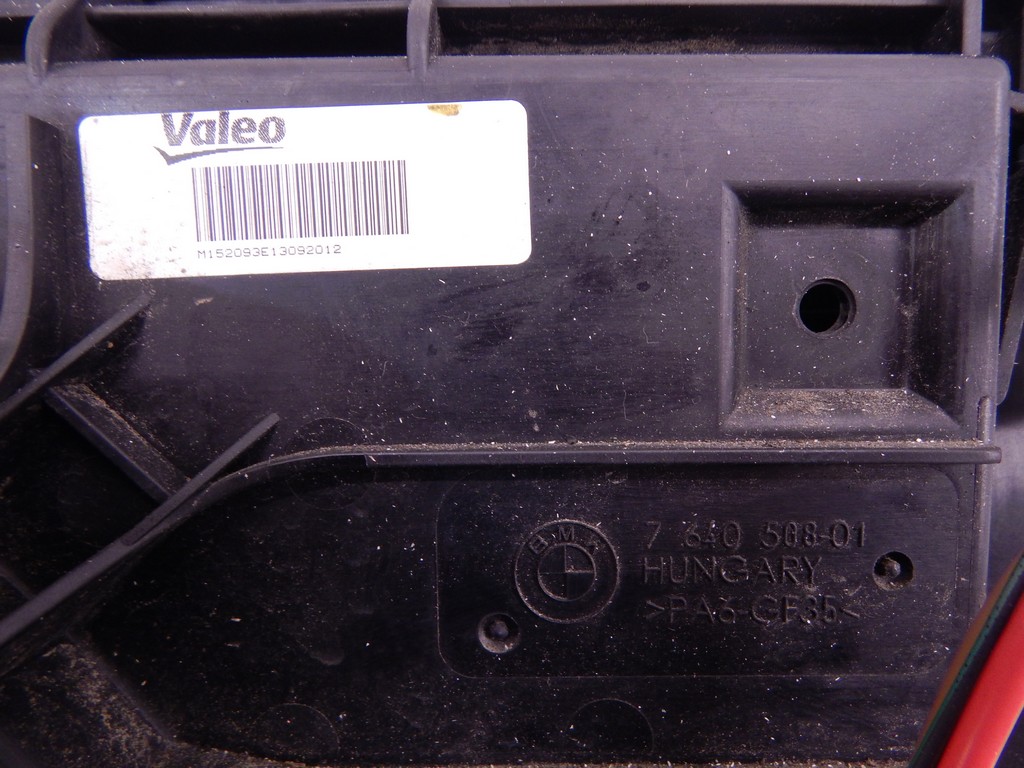 Valeo
M152093E13092012
BMW
7 640 508-01
HUNGARY
>PA6-GF35<